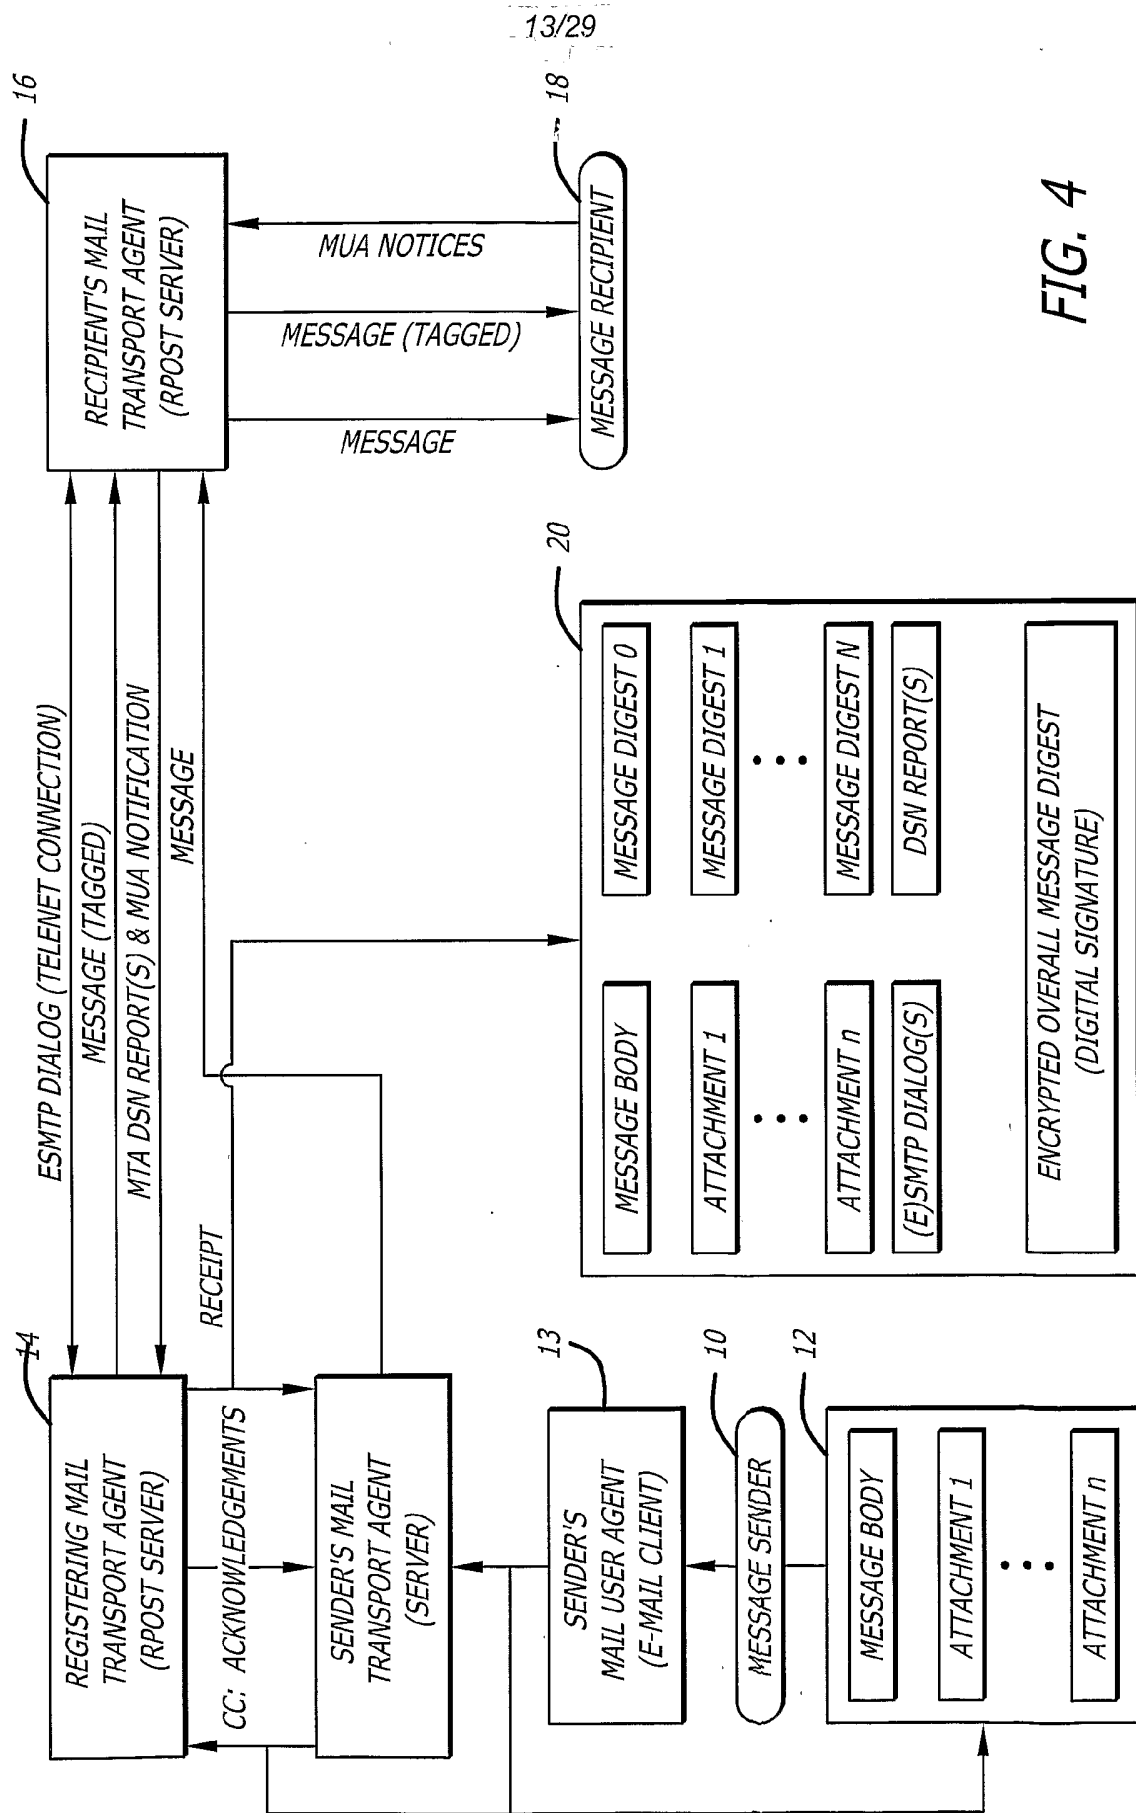 13/29
14
REGISTERING MAIL
TRANSPORT AGENT
(RPOST SERVER)
ESMTP DIALOG (TELENET CONNECTION)
MESSAGE (TAGGED)
MTA DSN REPORT(S) & MUA NOTIFICATION
MESSAGE
16
RECIPIENT'S MAIL
TRANSPORT AGENT
(RPOST SERVER)
CC: ACKNOWLEDGEMENTS
RECEIPT
SENDER'S MAIL
TRANSPORT AGENT
(SERVER)
MESSAGE
MESSAGE (TAGGED)
MUA NOTICES
18
MESSAGE RECIPIENT
13
SENDER'S
MAIL USER AGENT
(E-MAIL CLIENT)
10
MESSAGE SENDER
12
MESSAGE BODY
ATTACHMENT 1
ATTACHMENT n
20
MESSAGE BODY
MESSAGE DIGEST 0
ATTACHMENT 1
MESSAGE DIGEST 1
ATTACHMENT n
MESSAGE DIGEST N
(E)SMTP DIALOG(S)
DSN REPORT(S)
ENCRYPTED OVERALL MESSAGE DIGEST
(DIGITAL SIGNATURE)
FIG. 4